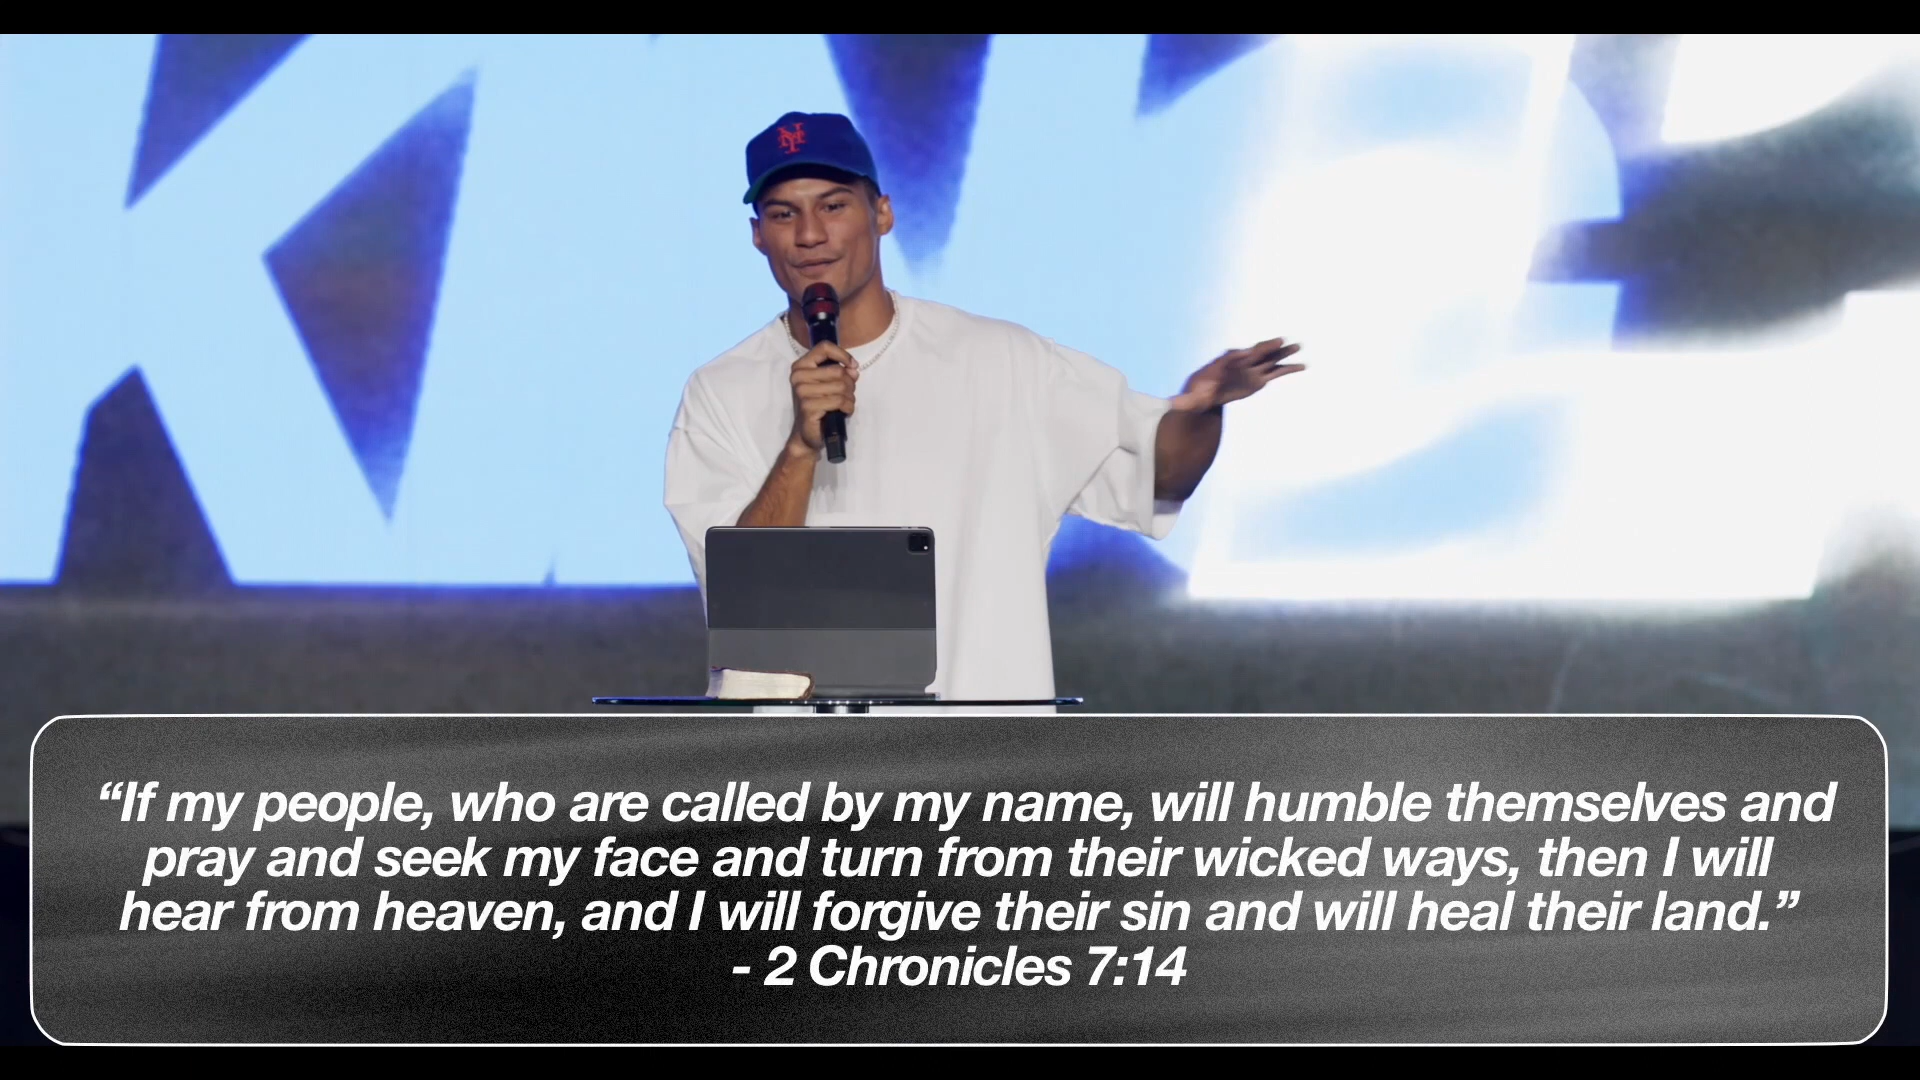 NY
“If my people, who are called by my name, will humble themselves and
pray and seek my face and turn from their wicked ways, then I will
hear from heaven, and I will forgive their sin and will heal their land.”
- 2 Chronicles 7:14